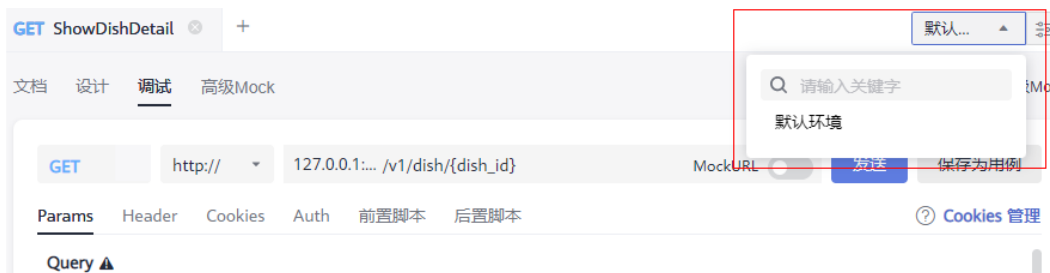 GET ShowDishDetail
默认...
文档 设计 调试 高级Mock
请输入关键字
默认环境
GET http:// 127.0.0.1:... /v1/dish/{dish_id} MockURL 发送 保存为用例
Params Header Cookies Auth 前置脚本 后置脚本 Cookies 管理
Query